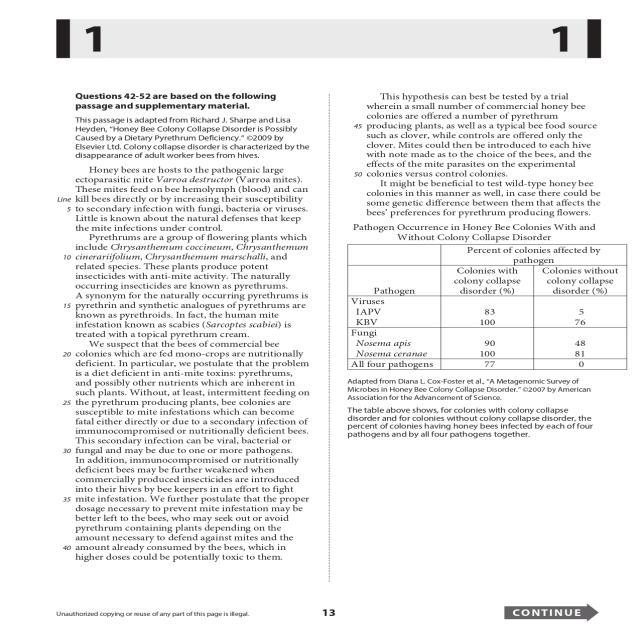 1
1
Questions 42-52 are based on the following
passage and supplementary material.
This passage is adapted from Richard J. Sharpe and Lisa
Heyden, “Honey Bee Colony Collapse Disorder is Possibly
Caused by a Dietary Pyrethrum Deficiency.” ©2009 by
Elsevier Ltd. Colony collapse disorder is characterized by the
disappearance of adult worker bees from hives.
Honey bees are hosts to the pathogenic large
ectoparasitic mite Varroa destructor (Varroa mites).
These mites feed on bee hemolymph (blood) and can
Line kill bees directly or by increasing their susceptibility
5 to secondary infection with fungi, bacteria or viruses.
Little is known about the natural defenses that keep
the mite infections under control.
Pyrethrums are a group of flowering plants which
include Chrysanthemum coccineum, Chrysanthemum
10 cinerariifolium, Chrysanthemum marschalli, and
related species. These plants produce potent
insecticides with anti-mite activity. The naturally
occurring insecticides are known as pyrethrums.
A synonym for the naturally occurring pyrethrums is
15 pyrethrin and synthetic analogues of pyrethrums are
known as pyrethroids. In fact, the human mite
infestation known as scabies (Sarcoptes scabiei) is
treated with a topical pyrethrum cream.
We suspect that the bees of commercial bee
20 colonies which are fed mono-crops are nutritionally
deficient. In particular, we postulate that the problem
is a diet deficient in anti-mite toxins: pyrethrums,
and possibly other nutrients which are inherent in
such plants. Without, at least, intermittent feeding on
25 the pyrethrum producing plants, bee colonies are
susceptible to mite infestations which can become
fatal either directly or due to a secondary infection of
immunocompromised or nutritionally deficient bees.
This secondary infection can be viral, bacterial or
30 fungal and may be due to one or more pathogens.
In addition, immunocompromised or nutritionally
deficient bees may be further weakened when
commercially produced insecticides are introduced
into their hives by bee keepers in an effort to fight
35 mite infestation. We further postulate that the proper
dosage necessary to prevent mite infestation may be
better left to the bees, who may seek out or avoid
pyrethrum containing plants depending on the
amount necessary to defend against mites and the
40 amount already consumed by the bees, which in
higher doses could be potentially toxic to them.
This hypothesis can best be tested by a trial
wherein a small number of commercial honey bee
colonies are offered a number of pyrethrum
45 producing plants, as well as a typical bee food source
such as clover, while controls are offered only the
clover. Mites could then be introduced to each hive
with note made as to the choice of the bees, and the
effects of the mite parasites on the experimental
50 colonies versus control colonies.
It might be beneficial to test wild-type honey bee
colonies in this manner as well, in case there could be
some genetic difference between them that affects the
bees’ preferences for pyrethrum producing flowers.
Pathogen Occurrence in Honey Bee Colonies With and
Without Colony Collapse Disorder
Percent of colonies affected by
pathogen
Pathogen Colonies with colony collapse disorder (%) Colonies without colony collapse disorder (%)
Viruses
IAPV 83 5
KBV 100 76
Fungi
Nosema apis 90 48
Nosema ceranae 100 81
All four pathogens 77 0
Adapted from Diana L. Cox-Foster et al., “A Metagenomic Survey of
Microbes in Honey Bee Colony Collapse Disorder.” ©2007 by American
Association for the Advancement of Science.
The table above shows, for colonies with colony collapse
disorder and for colonies without colony collapse disorder, the
percent of colonies having honey bees infected by each of four
pathogens and by all four pathogens together.
Unauthorized copying or reuse of any part of this page is illegal.
13
CONTINUE